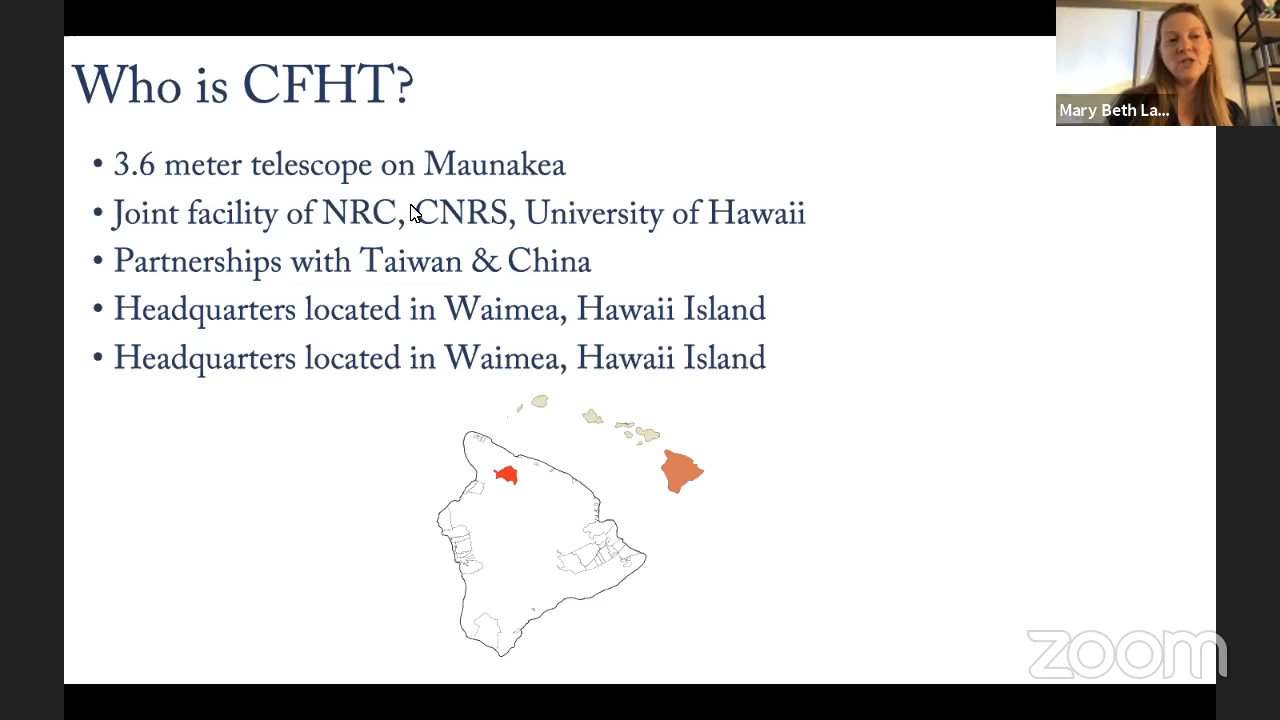 Who is CFHT?
Mary Beth La...
• 3.6 meter telescope on Maunakea
• Joint facility of NRC, CNRS, University of Hawaii
• Partnerships with Taiwan & China
• Headquarters located in Waimea, Hawaii Island
• Headquarters located in Waimea, Hawaii Island
zoom